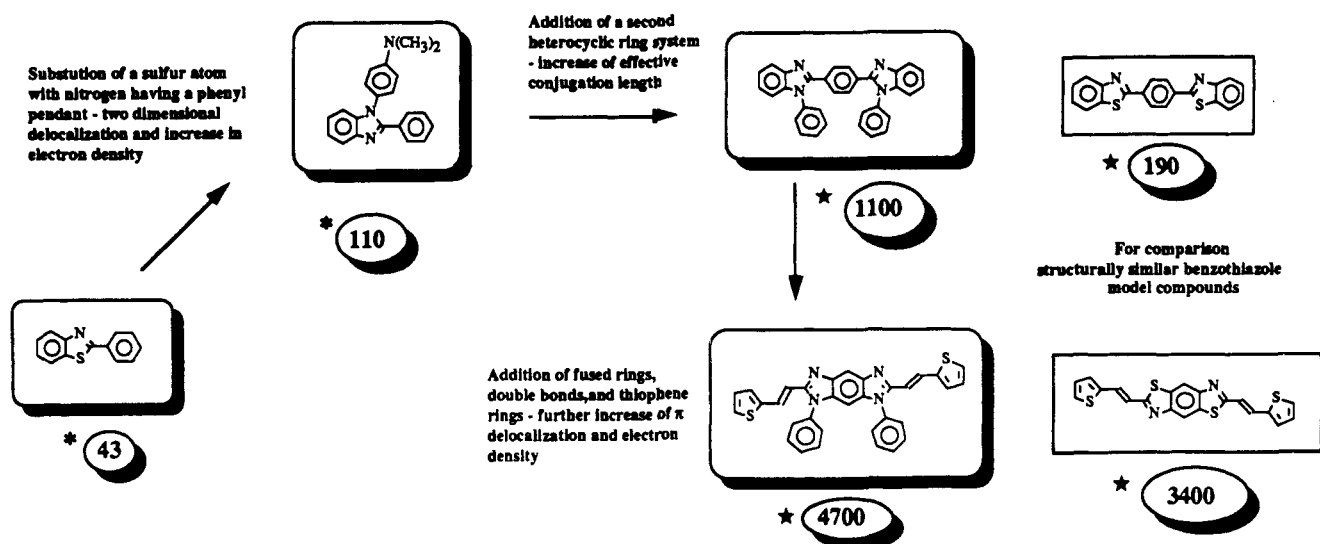 Substution of a sulfur atom
with nitrogen having a phenyl
pendant - two dimensional
delocalization and increase in
electron density
N(CH₃)₂
N
N
* 110
Addition of a second
heterocyclic ring system
- increase of effective
conjugation length
N
N
N
N
★ 1100
N
S
N
S
★ 190
For comparison
structurally similar benzothiazole
model compounds
N
S
* 43
Addition of fused rings,
double bonds,and thiophene
rings - further increase of π
delocalization and electron
density
S
N
N
N
N
S
★ 4700
S
S
N
N
S
S
★ 3400